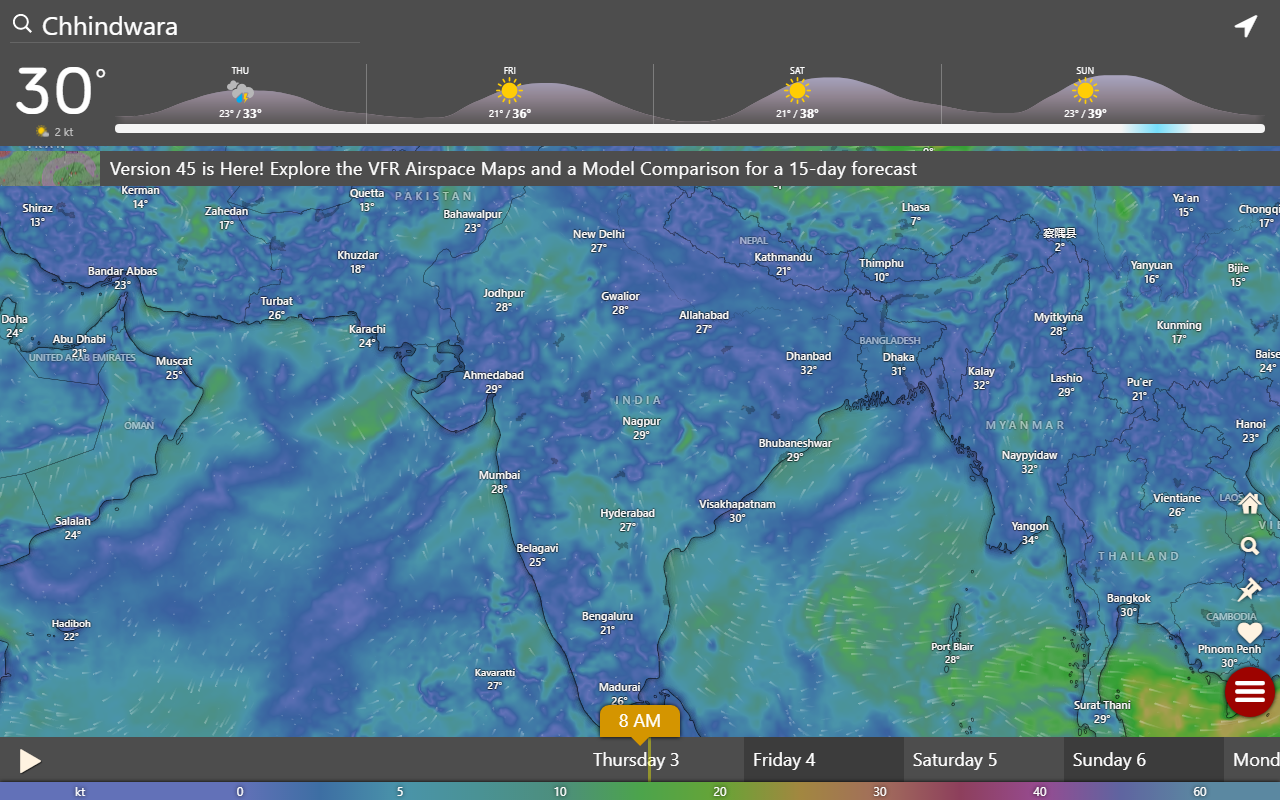 Chhindwara
30°
2 kt
THU
23° / 33°
FRI
21° / 36°
SAT
21° / 38°
SUN
23° / 39°
Version 45 is Here! Explore the VFR Airspace Maps and a Model Comparison for a 15-day forecast
Kerman
14°
Quetta
13°
PAKISTAN
Ya'an
15°
Shiraz
13°
Zahedan
17°
Bahawalpur
23°
Lhasa
7°
Chongqi
17°
New Delhi
27°
NEPAL
察隅县
2°
Khuzdar
18°
Kathmandu
21°
Thimphu
10°
Yanyuan
16°
Bijie
15°
Bandar Abbas
23°
Turbat
26°
Jodhpur
28°
Gwalior
28°
Doha
24°
Karachi
24°
Allahabad
27°
Myitkyina
28°
Kunming
17°
Abu Dhabi
21°
UNITED ARAB EMIRATES
Muscat
25°
Dhanbad
32°
BANGLADESH
Dhaka
31°
Baise
24°
Ahmedabad
29°
Kalay
32°
Lashio
29°
Pu'er
21°
INDIA
OMAN
Nagpur
29°
MYANMAR
Hanoi
23°
Bhubaneshwar
29°
Naypyidaw
32°
Mumbai
28°
Visakhapatnam
30°
Vientiane
26°
LAOS
Salalah
24°
Hyderabad
27°
Yangon
34°
VIE
Belagavi
25°
THAILAND
Bangkok
30°
Hadiboh
22°
Bengaluru
21°
CAMBODIA
Port Blair
28°
Phnom Penh
30°
Kavaratti
27°
Madurai
26°
Surat Thani
29°
8 AM
Thursday 3
Friday 4
Saturday 5
Sunday 6
Mond
kt 0 5 10 20 30 40 60